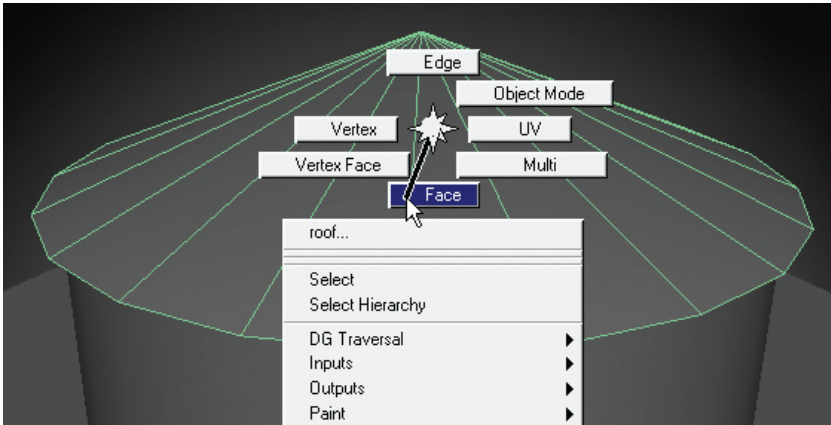 Edge
Object Mode
Vertex
UV
Vertex Face
Multi
Face
roof...
Select
Select Hierarchy
DG Traversal
Inputs
Outputs
Paint